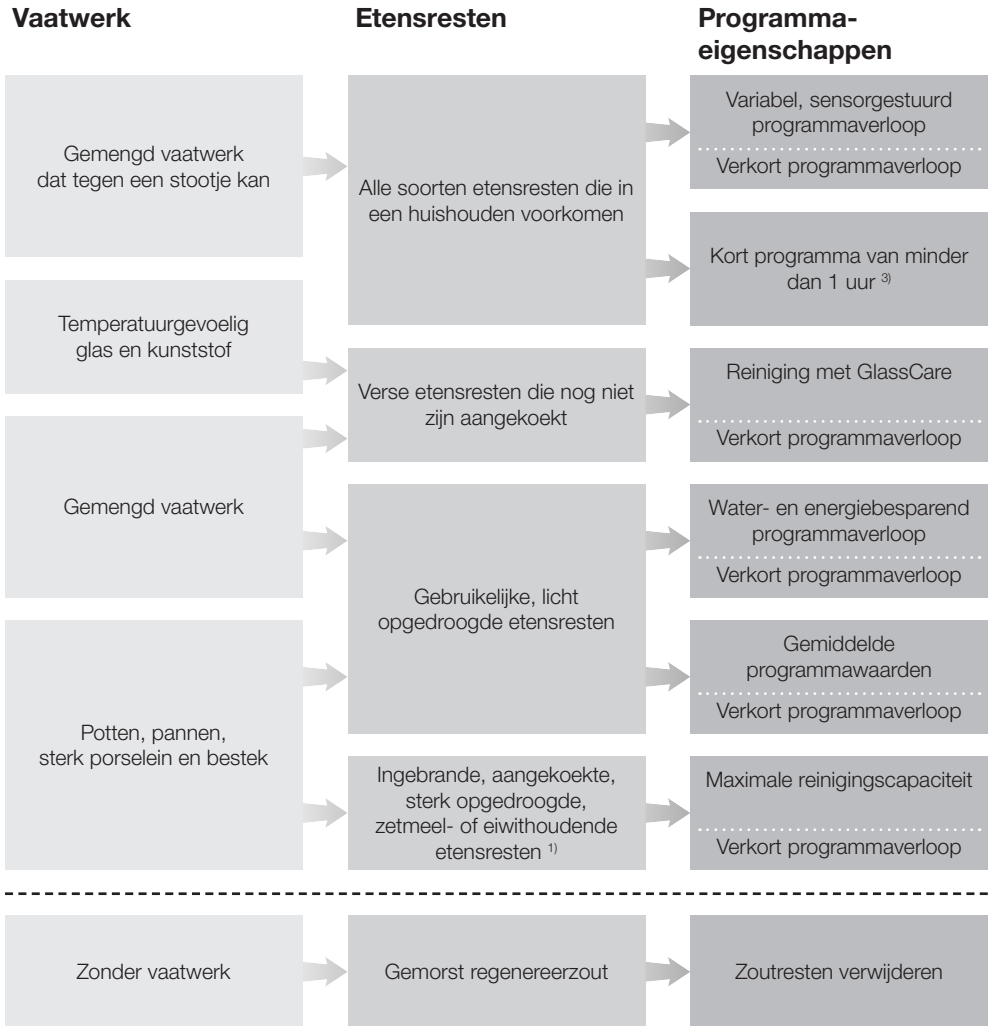 Vaatwerk
Etensresten
Programma-
eigenschappen
Gemengd vaatwerk
dat tegen een stootje kan
Alle soorten etensresten die in
een huishouden voorkomen
Variabel, sensorgestuurd
programmaverloop
Verkort programmaverloop
Kort programma van minder
dan 1 uur 3)
Temperatuurgevoelig
glas en kunststof
Verse etensresten die nog niet
zijn aangekoekt
Reiniging met GlassCare
Verkort programmaverloop
Gemengd vaatwerk
Gebruikelijke, licht
opgedroogde etensresten
Water- en energiebesparend
programmaverloop
Verkort programmaverloop
Gemiddelde
programmawaarden
Verkort programmaverloop
Potten, pannen,
sterk porselein en bestek
Ingebrande, aangekoekte,
sterk opgedroogde,
zetmeel- of eiwithoudende
etensresten 1)
Maximale reinigingscapaciteit
Verkort programmaverloop
Zonder vaatwerk
Gemorst regenereerzout
Zoutresten verwijderen